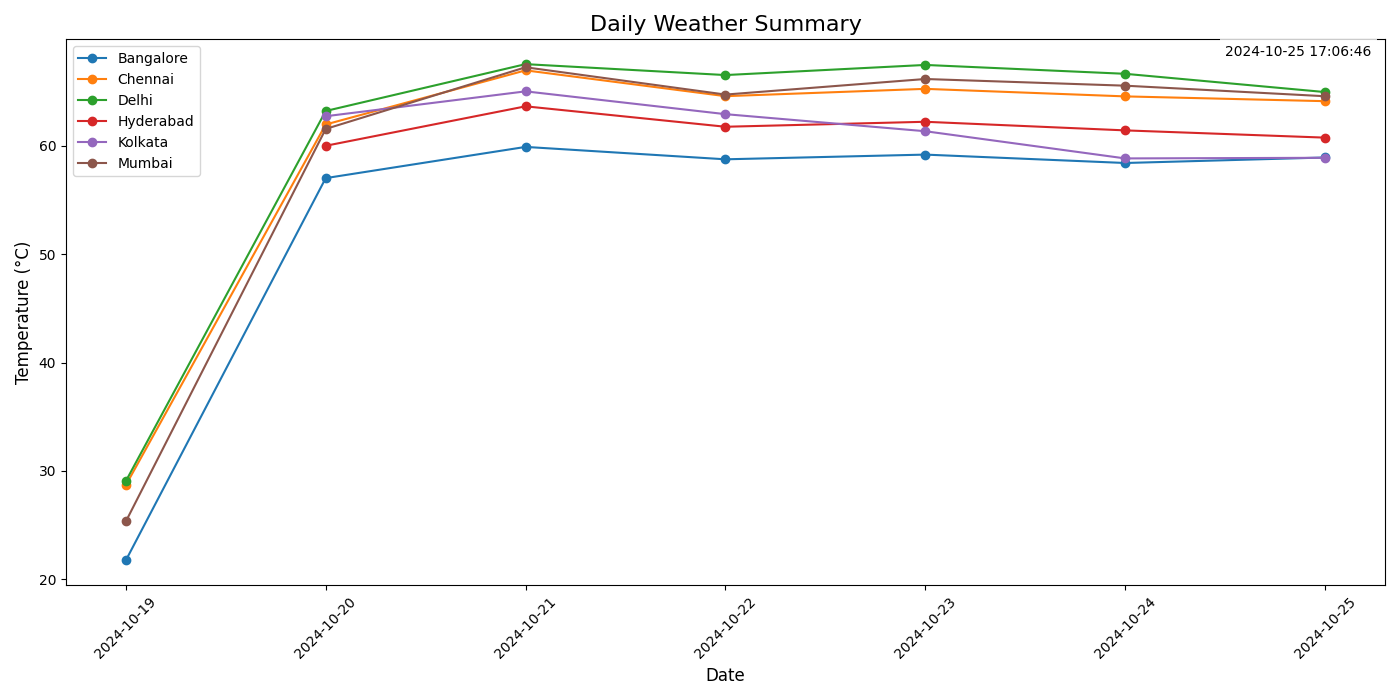 Daily Weather Summary
2024-10-25 17:06:46
Bangalore
Chennai
Delhi
Hyderabad
Kolkata
Mumbai
Temperature (°C)
60
50
40
30
20
2024-10-19
2024-10-20
2024-10-21
2024-10-22
2024-10-23
2024-10-24
2024-10-25
Date